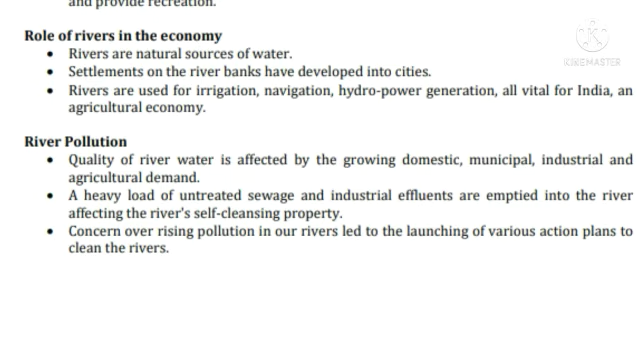 and provide recreation.
Role of rivers in the economy
• Rivers are natural sources of water.
• Settlements on the river banks have developed into cities.
• Rivers are used for irrigation, navigation, hydro-power generation, all vital for India, an
agricultural economy.
River Pollution
• Quality of river water is affected by the growing domestic, municipal, industrial and
agricultural demand.
• A heavy load of untreated sewage and industrial effluents are emptied into the river
affecting the river's self-cleansing property.
• Concern over rising pollution in our rivers led to the launching of various action plans to
clean the rivers.
K
KINEMASTER